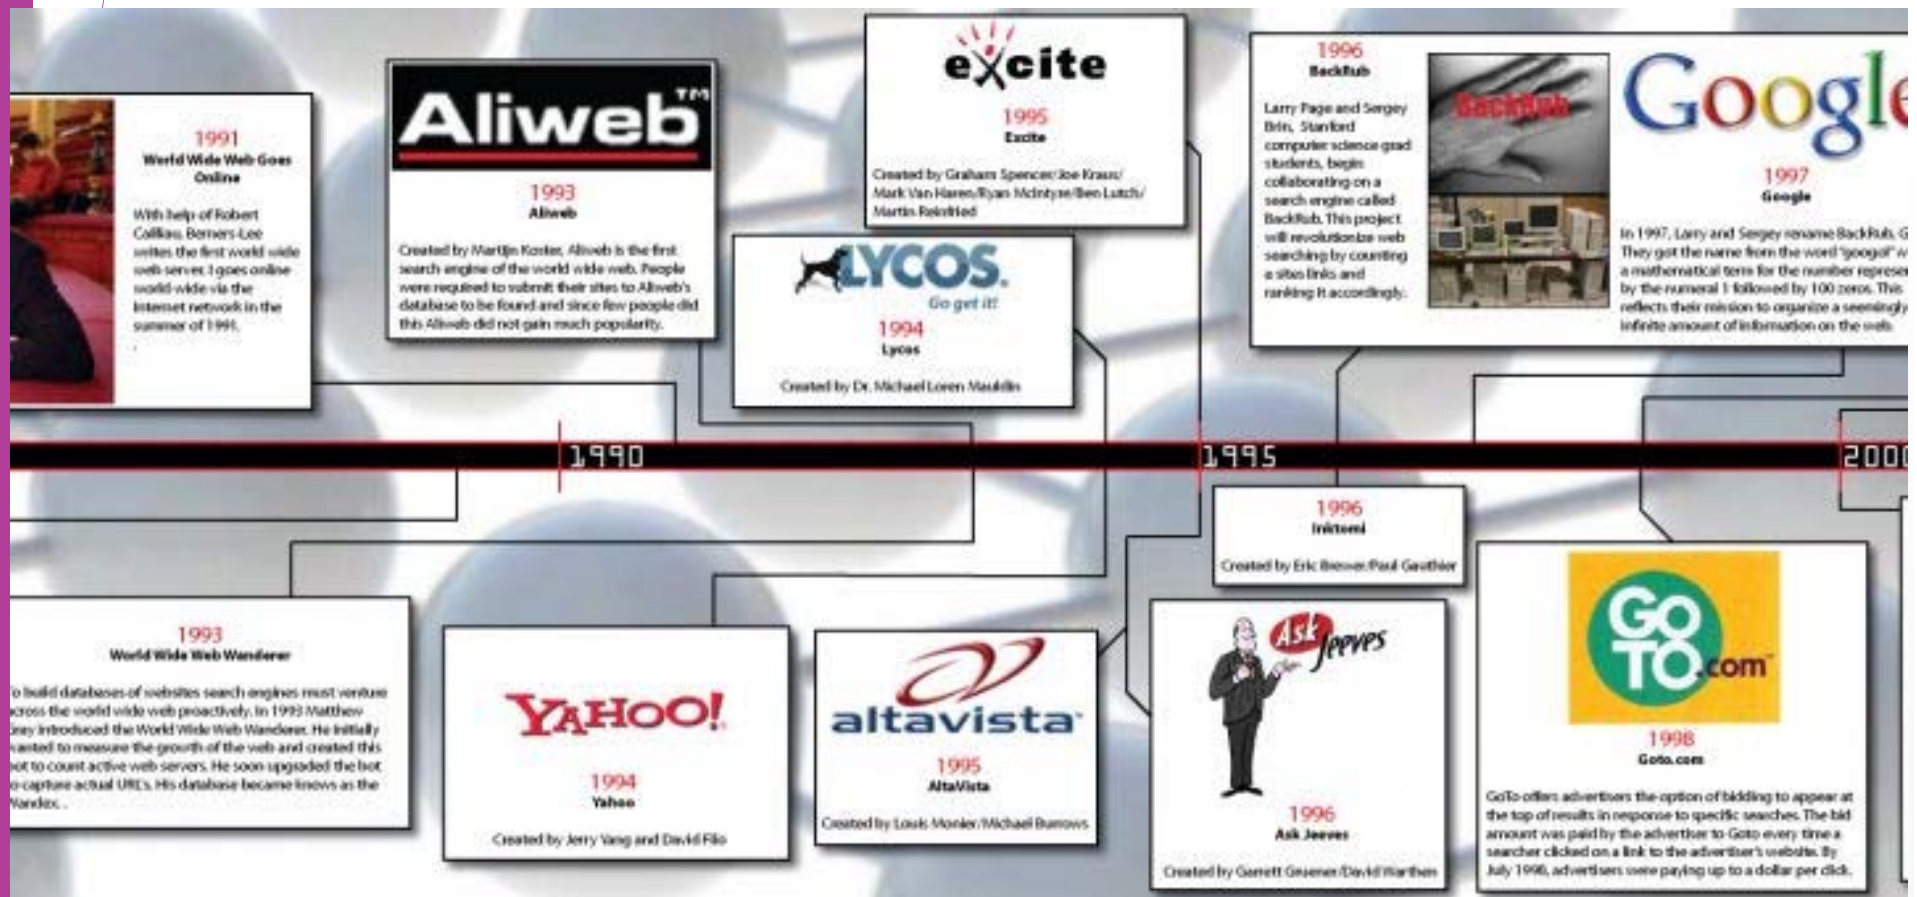 1991
World Wide Web Goes
Online
With help of Robert
Cailliau, Berners-Lee
writes the first world wide
web server. I goes online
world-wide via the
Internet network in the
summer of 1991.
.
Aliweb™
1993
Aliweb
Created by Martijn Koster, Aliweb is the first
search engine of the world wide web. People
were required to submit their sites to Aliweb's
database to be found and since few people did
this Aliweb did not gain much popularity.
excite
1995
Excite
Created by Graham Spencer/Joe Kraus/
Mark Van Haren/Ryan McIntyre/Ben Lutch/
Martin Reinfried
LYCOS®
Go get it!
1994
Lycos
Created by Dr. Michael Loren Mauldin
1996
BackRub
Larry Page and Sergey
Brin, Stanford
computer science grad
students, begin
collaborating on a
search engine called
BackRub. This project
will revolutionize web
searching by counting
a sites links and
ranking it accordingly.
BackRub
Google
1997
Google
In 1997, Larry and Sergey rename BackRub, G
They got the name from the word "googol" w
a mathematical term for the number represe
by the numeral 1 followed by 100 zeros. This
reflects their mission to organize a seemingly
infinite amount of information on the web.
1990
1995
2000
1993
World Wide Web Wanderer
To build databases of websites search engines must venture
across the world wide web proactively. In 1993 Matthew
Gray introduced the World Wide Web Wanderer. He initially
wanted to measure the growth of the web and created this
bot to count active web servers. He soon upgraded the bot
to capture actual URL's. His database became knows as the
Wandex. .
YAHOO!
1994
Yahoo
Created by Jerry Yang and David Filo
altavista
1995
AltaVista
Created by Louis Monier/Michael Burrows
1996
Inktomi
Created by Eric Brewer/Paul Gauthier
Ask Jeeves
1996
Ask Jeeves
Created by Garrett Gruener/David Warthen
GO
TO.com™
1998
Goto.com
GoTo offers advertisers the option of bidding to appear at
the top of results in response to specific searches. The bid
amount was paid by the advertiser to Goto every time a
searcher clicked on a link to the advertiser's website. By
July 1998, advertisers were paying up to a dollar per click.